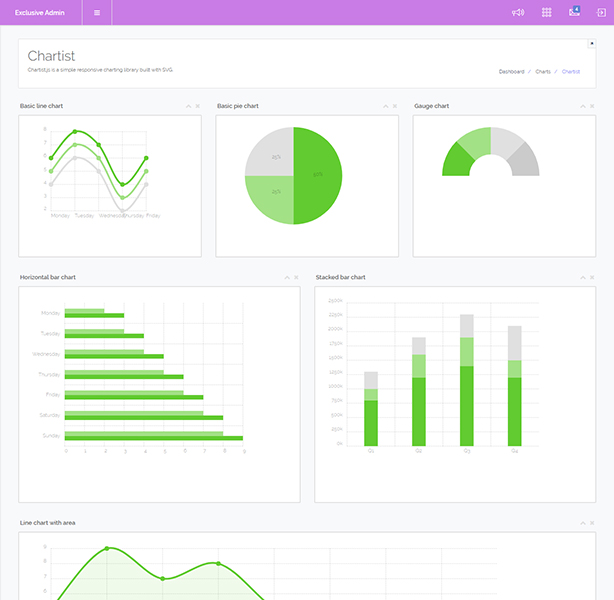 Exclusive Admin
4
Chartist
Chartist.js is a simple responsive charting library built with SVG.
Dashboard / Charts / Chartist
Basic line chart
8
7
6
5
4
3
2
Monday Tuesday Wednesday Thursday Friday
Basic pie chart
25%
50%
25%
Gauge chart
Horizontal bar chart
Monday
Tuesday
Wednesday
Thursday
Friday
Saturday
Sunday
0 1 2 3 4 5 6 7 8 9
Stacked bar chart
2500k
2250k
2000k
1750k
1500k
1250k
1000k
750k
500k
250k
0k
Q1 Q2 Q3 Q4
Line chart with area
9
8
7
6